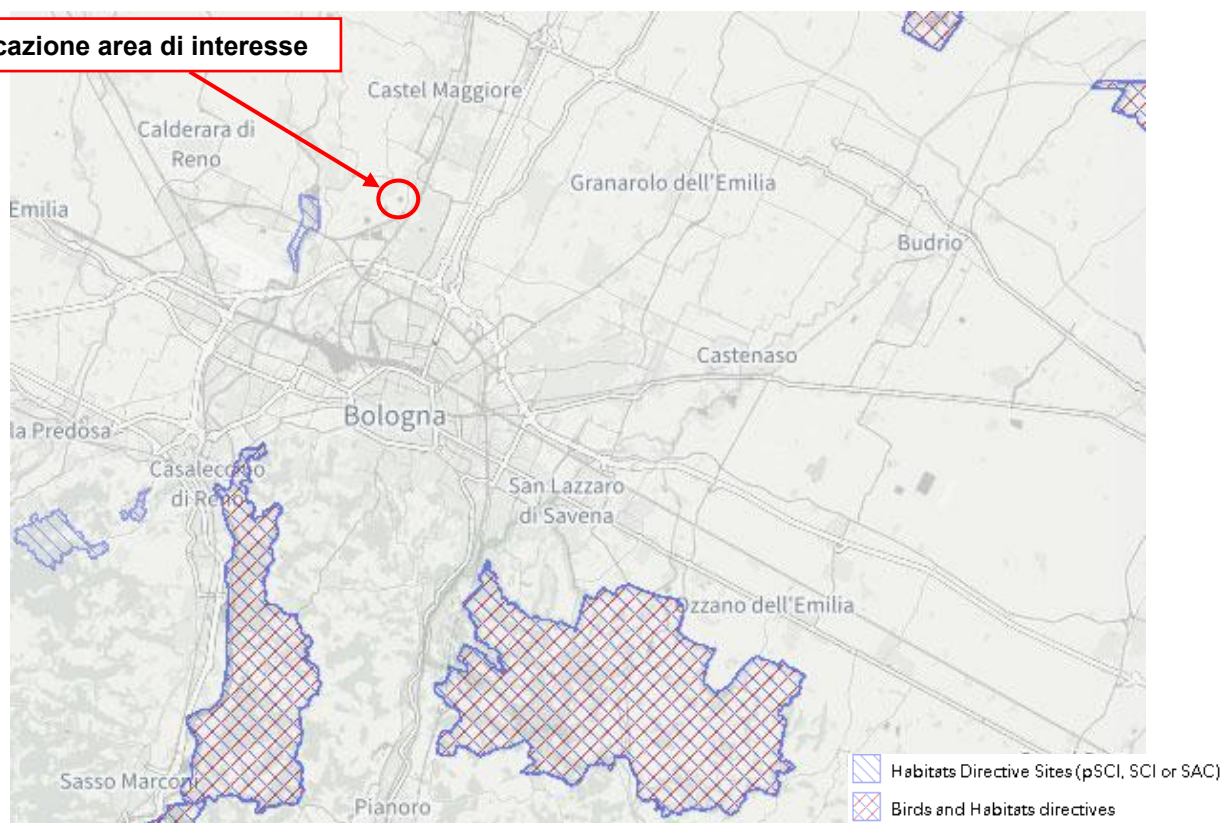 cazione area di interesse
Castel Maggiore
Calderara di
Reno
Granarolo dell'Emilia
Emilia
Budrio
Castenaso
Bologna
la Predosa
Casalecchio
di Reno
San Lazzaro
di Savena
Ozzano dell'Emilia
Sasso Marconi
Pianoro
Habitats Directive Sites (pSCI, SCI or SAC)
Birds and Habitats directives